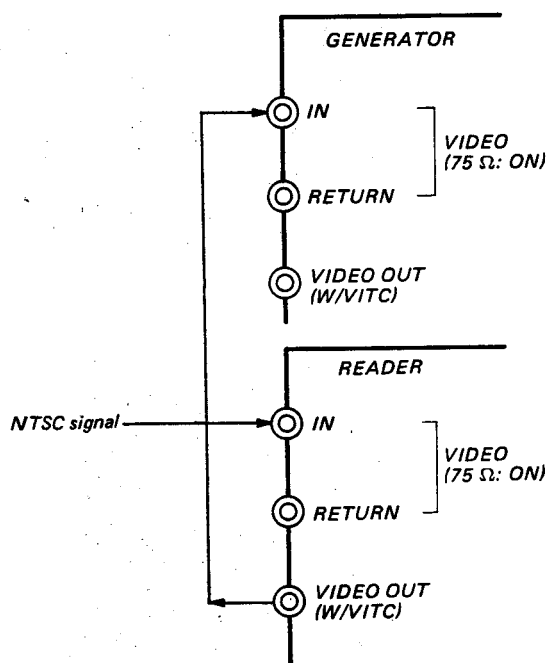 GENERATOR
IN
VIDEO
(75 Ω: ON)
RETURN
VIDEO OUT
(W/VITC)
READER
NTSC signal
IN
VIDEO
(75 Ω: ON)
RETURN
VIDEO OUT
(W/VITC)